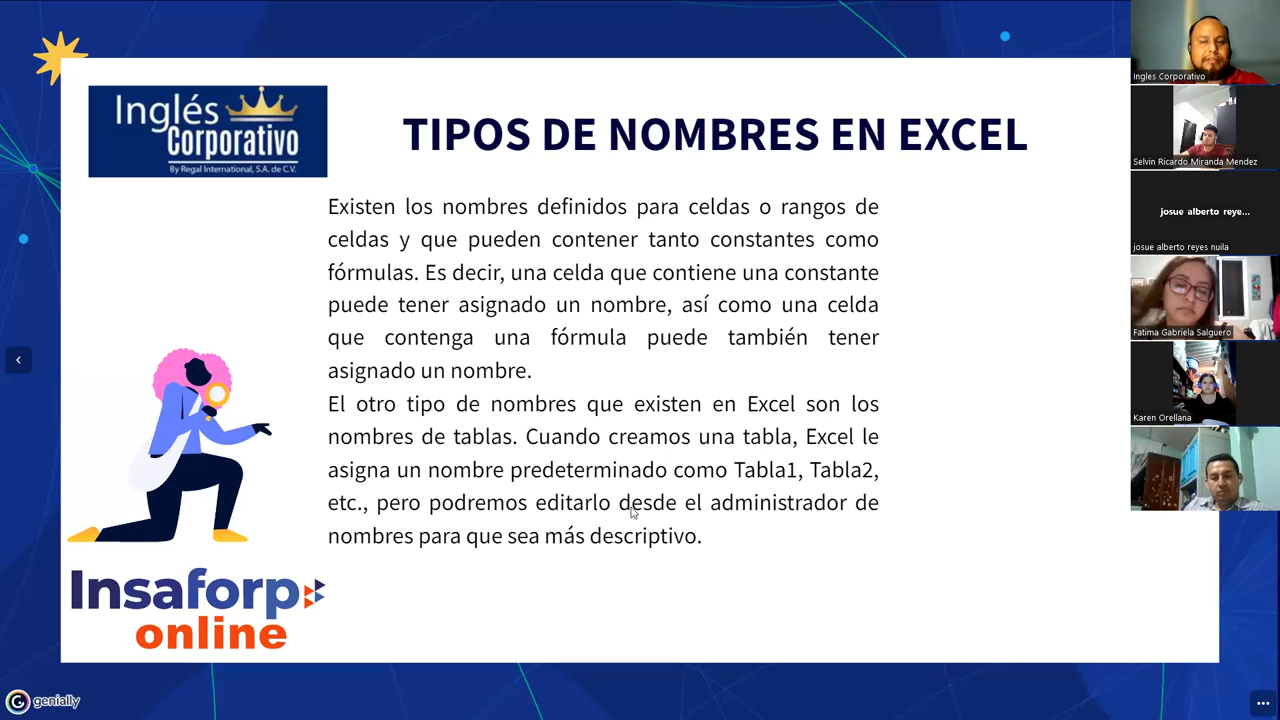 Inglés
Corporativo
By Regal International, S.A. de C.V.
TIPOS DE NOMBRES EN EXCEL
Existen los nombres definidos para celdas o rangos de
celdas y que pueden contener tanto constantes como
fórmulas. Es decir, una celda que contiene una constante
puede tener asignado un nombre, así como una celda
que contenga una fórmula puede también tener
asignado un nombre.
El otro tipo de nombres que existen en Excel son los
nombres de tablas. Cuando creamos una tabla, Excel le
asigna un nombre predeterminado como Tabla1, Tabla2,
etc., pero podremos editarlo desde el administrador de
nombres para que sea más descriptivo.
Insaforp
online
genially
Ingles Corporativo
Selvin Ricardo Miranda Mendez
josue alberto reye...
josue alberto reyes nuila
Fatima Gabriela Salguero
Karen Orellana